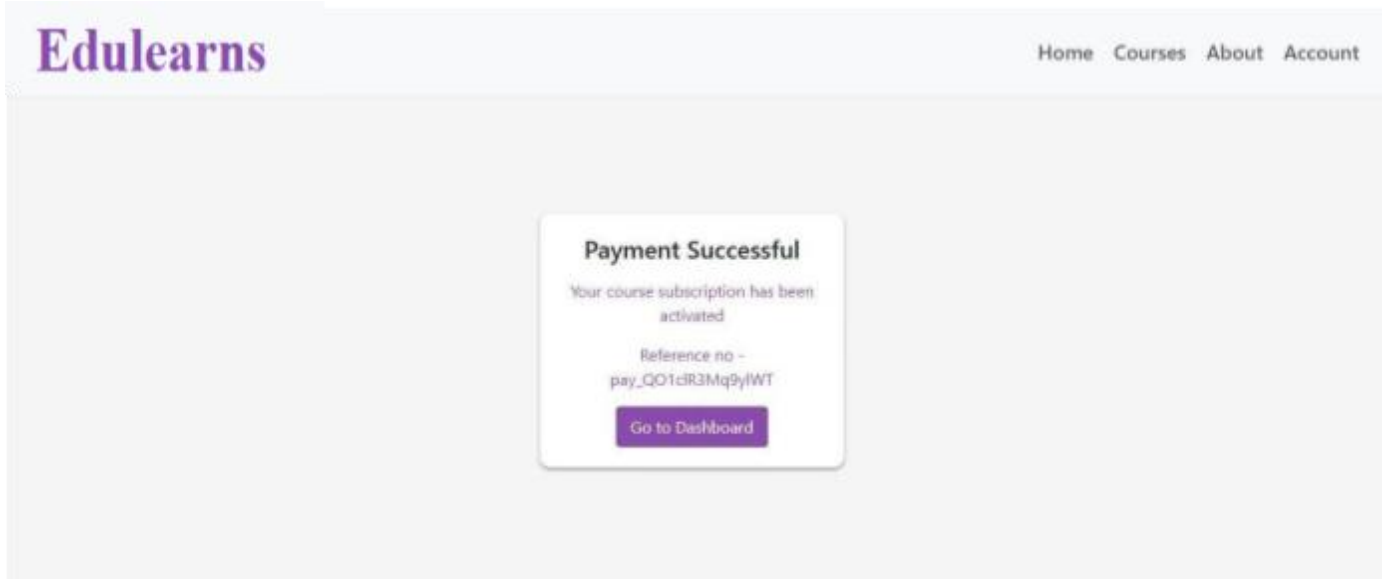 Edulearns
Home Courses About Account
Payment Successful
Your course subscription has been
activated
Reference no -
pay_QO1clR3Mq9ylWT
Go to Dashboard